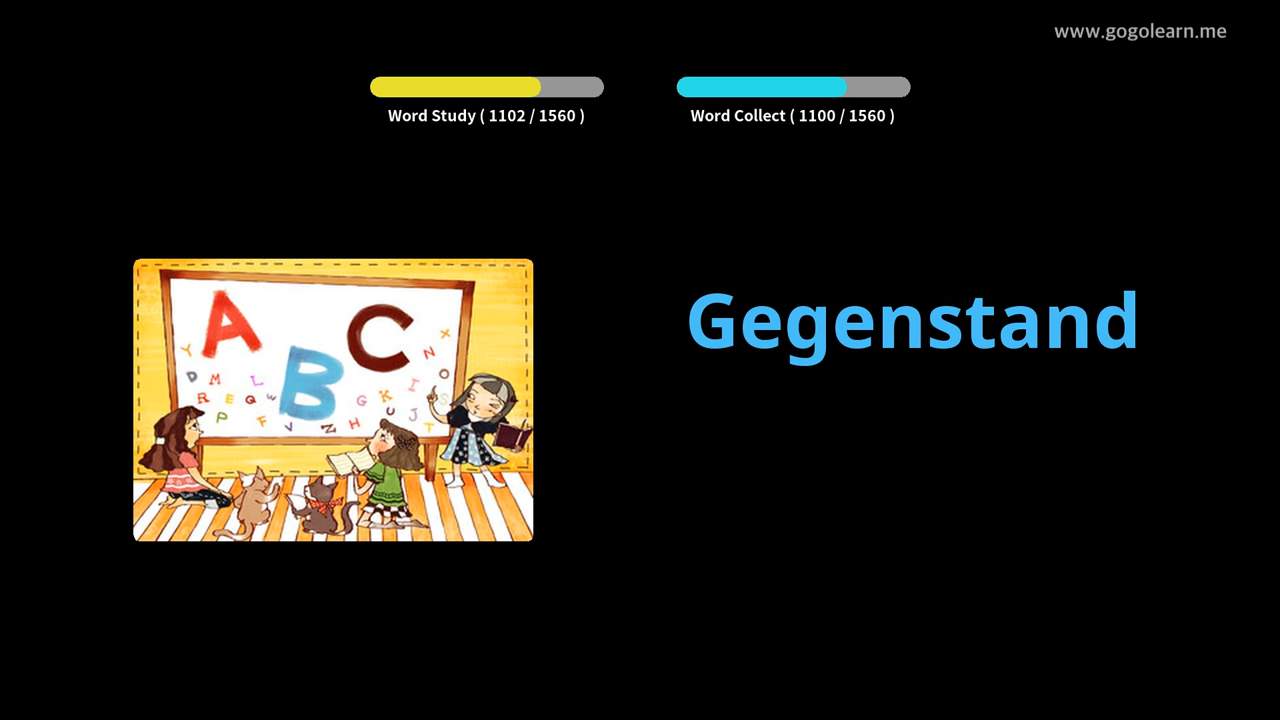 www.gogolearn.me
Word Study ( 1102 / 1560 )
Word Collect ( 1100 / 1560 )
Gegenstand
A
C
B
Y
X
N
D
M
L
O
I
R
E
Q
W
G
K
S
P
F
V
Z
H
U
J
T